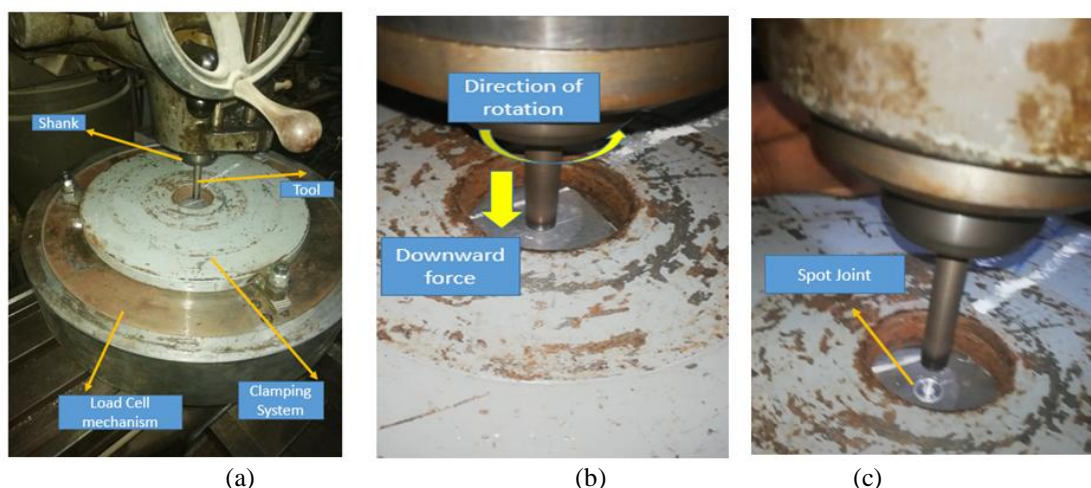 Shank
Tool
Load Cell
mechanism
Clamping
System
Direction of
rotation
Downward
force
Spot Joint
(a)
(b)
(c)